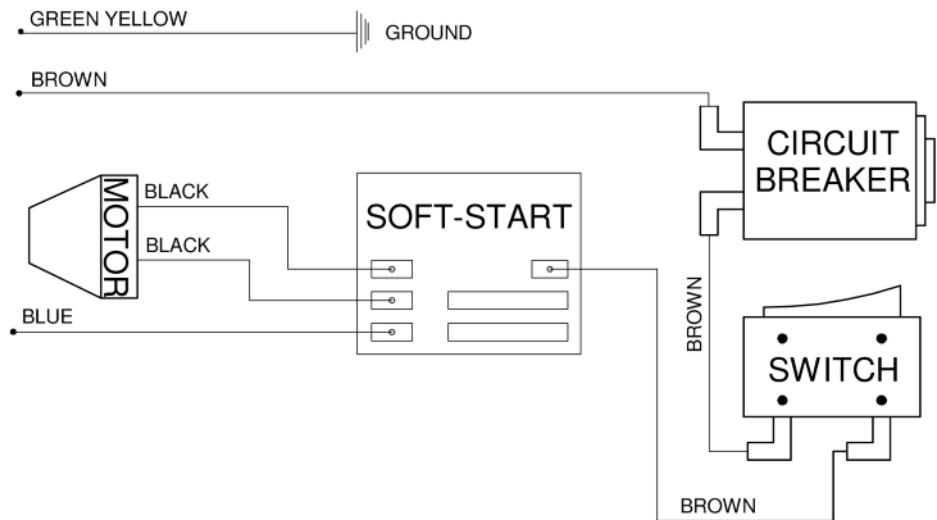 GREEN YELLOW
GROUND
BROWN
CIRCUIT
BREAKER
MOTOR
BLACK
BLACK
SOFT-START
BLUE
BROWN
SWITCH
BROWN